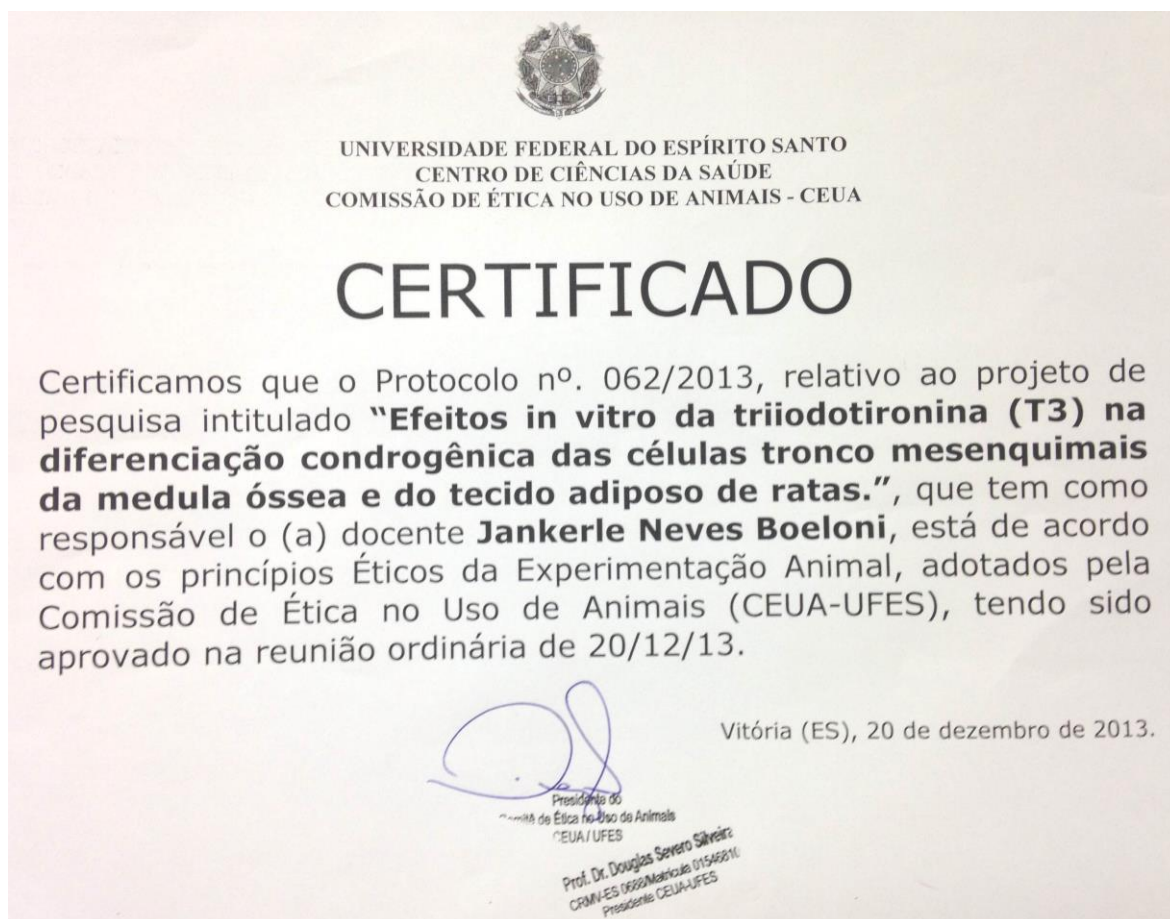 UNIVERSIDADE FEDERAL DO ESPÍRITO SANTO
CENTRO DE CIÊNCIAS DA SAÚDE
COMISSÃO DE ÉTICA NO USO DE ANIMAIS - CEUA
CERTIFICADO
Certificamos que o Protocolo nº. 062/2013, relativo ao projeto de
pesquisa intitulado “Efeitos in vitro da triiodotironina (T3) na
diferenciação condrogênica das células tronco mesenquimais
da medula óssea e do tecido adiposo de ratas.”, que tem como
responsável o (a) docente Jankerle Neves Boeloni, está de acordo
com os princípios Éticos da Experimentação Animal, adotados pela
Comissão de Ética no Uso de Animais (CEUA-UFES), tendo sido
aprovado na reunião ordinária de 20/12/13.
Vitória (ES), 20 de dezembro de 2013.
Presidente do
de Ética no Uso de Animais
CEUA / UFES
Prof. Dr. Douglas Severo Silveira
CRMV-ES 0688/Matrícula
Presidente CEUA-UFES